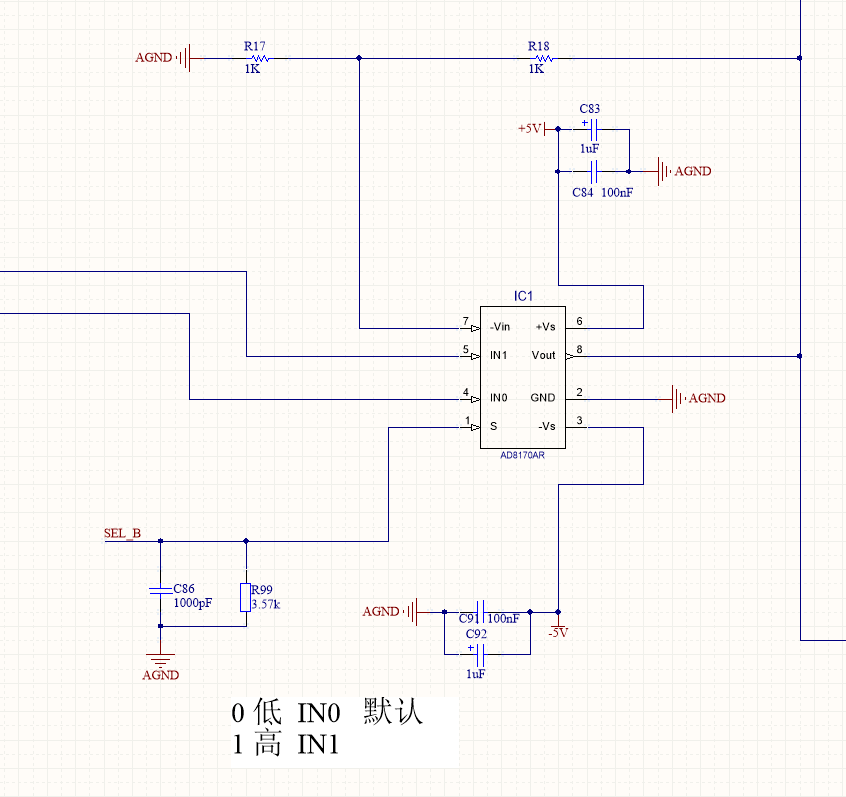 R17
R18
AGND
1K
1K
C83
+5V
+
1uF
AGND
C84 100nF
IC1
7 -Vin +Vs 6
5 IN1 Vout 8
4 IN0 GND 2
AGND
1 S -Vs 3
AD8170AR
SEL_B
C86
1000pF
R99
3.57k
AGND
C91 100nF
-5V
C92
+
1uF
AGND
0 低 IN0 默认
1 高 IN1